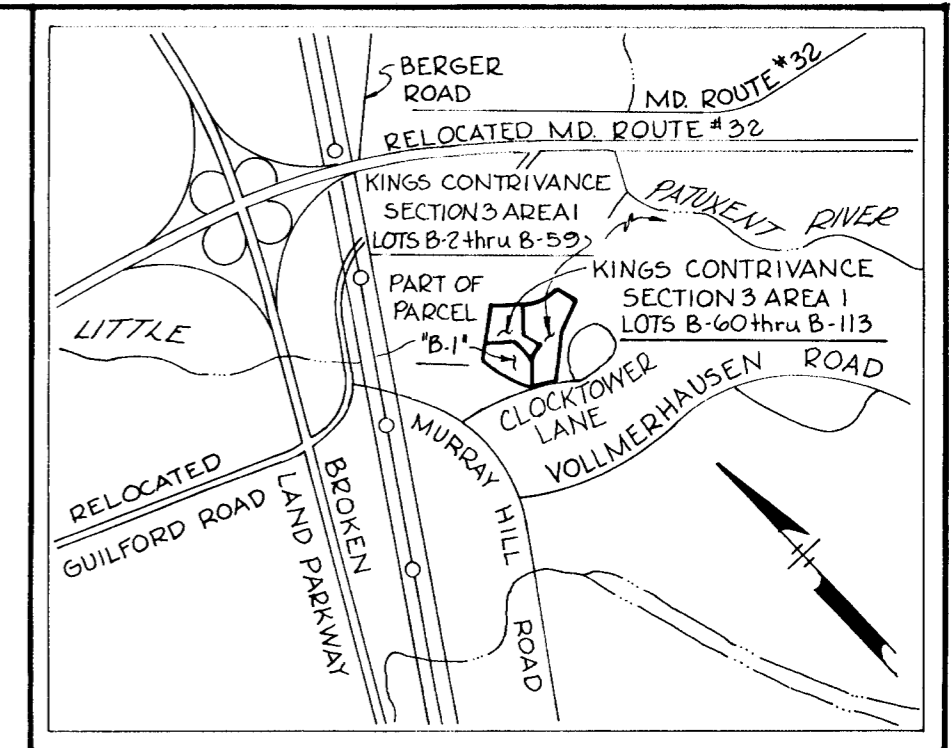 BERGER
ROAD
MD. ROUTE #32
RELOCATED MD. ROUTE #32
KINGS CONTRIVANCE
SECTION 3 AREA 1
LOTS B-2 thru B-59
PATUXENT RIVER
PART OF
PARCEL
"B-1"
KINGS CONTRIVANCE
SECTION 3 AREA 1
LOTS B-60 thru B-113
LITTLE
CLOCKTOWER
LANE
VOLLMERHAUSEN ROAD
MURRAY HILL ROAD
RELOCATED
GUILFORD ROAD
BROKEN
LAND PARKWAY